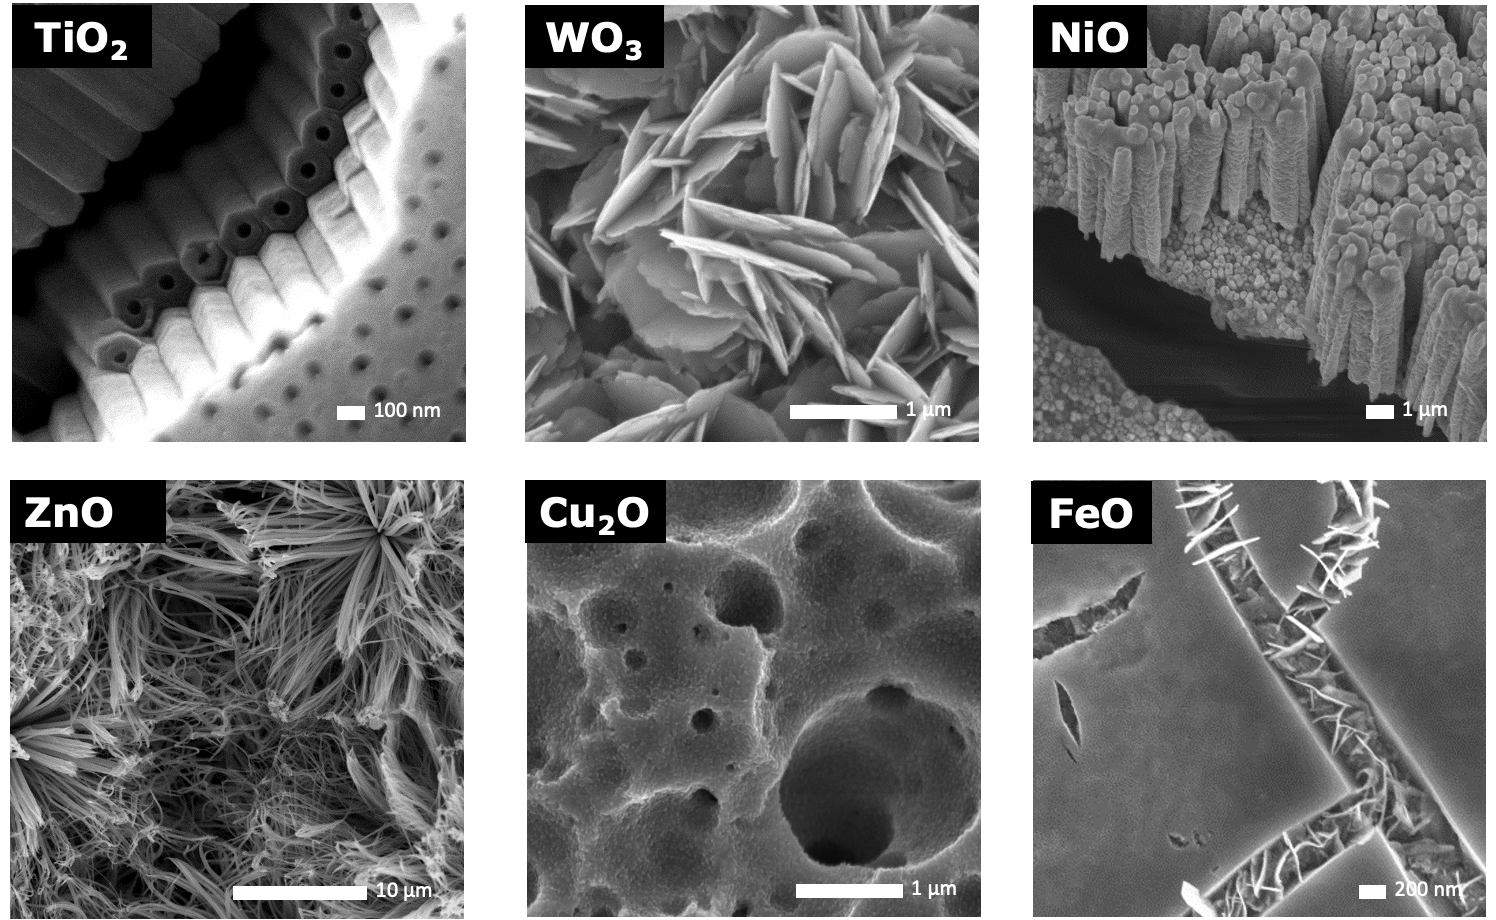 TiO₂
WO₃
NiO
100 nm
1 µm
1 µm
ZnO
Cu₂O
FeO
10 µm
1 µm
200 nm